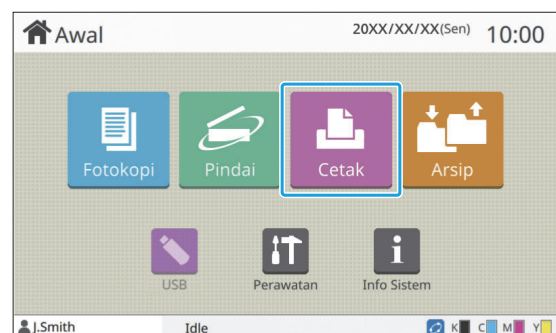 Awal 20XX/XX/XX(Sen) 10:00
Fotokopi Pindai Cetak Arsip
USB Perawatan Info Sistem
J.Smith Idle K C M Y